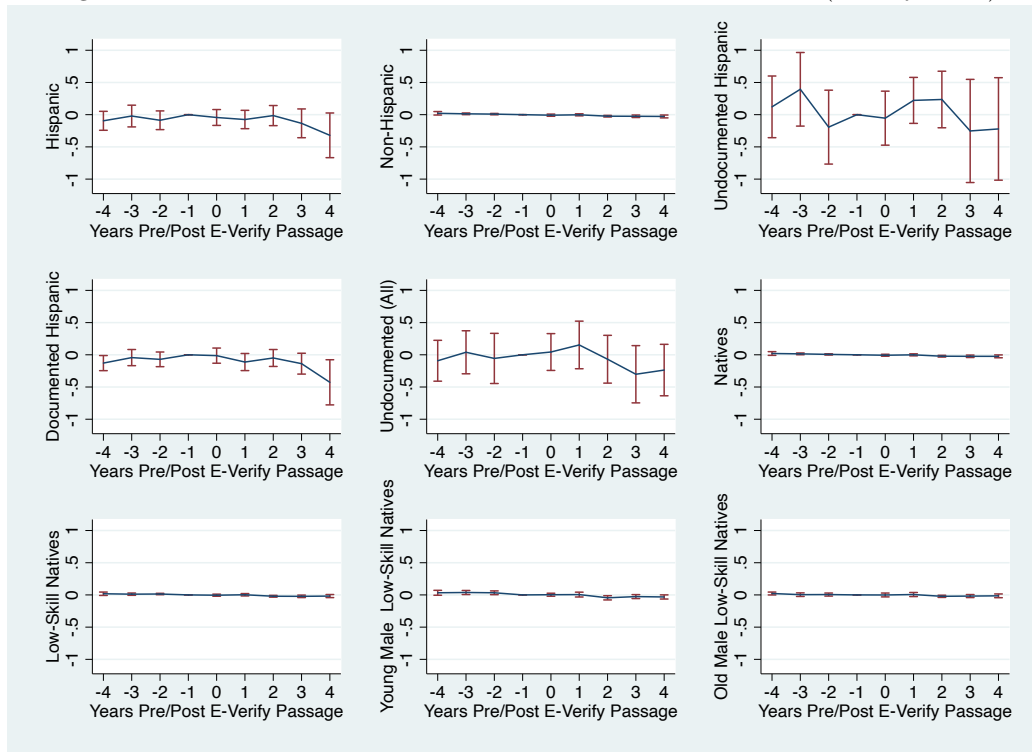 Hispanic
1
.5
0
-.5
-1
-4 -3 -2 -1 0 1 2 3 4
Years Pre/Post E-Verify Passage
Non-Hispanic
1
.5
0
-.5
-1
-4 -3 -2 -1 0 1 2 3 4
Years Pre/Post E-Verify Passage
Undocumented Hispanic
1
.5
0
-.5
-1
-4 -3 -2 -1 0 1 2 3 4
Years Pre/Post E-Verify Passage
Documented Hispanic
1
.5
0
-.5
-1
-4 -3 -2 -1 0 1 2 3 4
Years Pre/Post E-Verify Passage
Undocumented (All)
1
.5
0
-.5
-1
-4 -3 -2 -1 0 1 2 3 4
Years Pre/Post E-Verify Passage
Natives
1
.5
0
-.5
-1
-4 -3 -2 -1 0 1 2 3 4
Years Pre/Post E-Verify Passage
Low-Skill Natives
1
.5
0
-.5
-1
-4 -3 -2 -1 0 1 2 3 4
Years Pre/Post E-Verify Passage
Young Male Low-Skill Natives
1
.5
0
-.5
-1
-4 -3 -2 -1 0 1 2 3 4
Years Pre/Post E-Verify Passage
Old Male Low-Skill Natives
1
.5
0
-.5
-1
-4 -3 -2 -1 0 1 2 3 4
Years Pre/Post E-Verify Passage